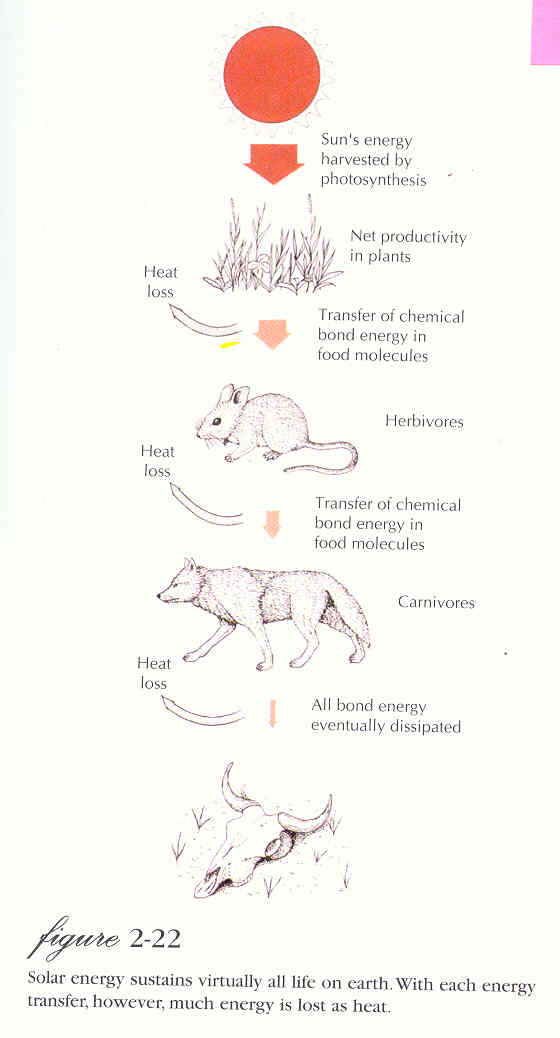 Sun's energy
harvested by
photosynthesis
Net productivity
in plants
Heat
loss
Transfer of chemical
bond energy in
food molecules
Herbivores
Heat
loss
Transfer of chemical
bond energy in
food molecules
Carnivores
Heat
loss
All bond energy
eventually dissipated
figure 2-22
Solar energy sustains virtually all life on earth. With each energy
transfer, however, much energy is lost as heat.